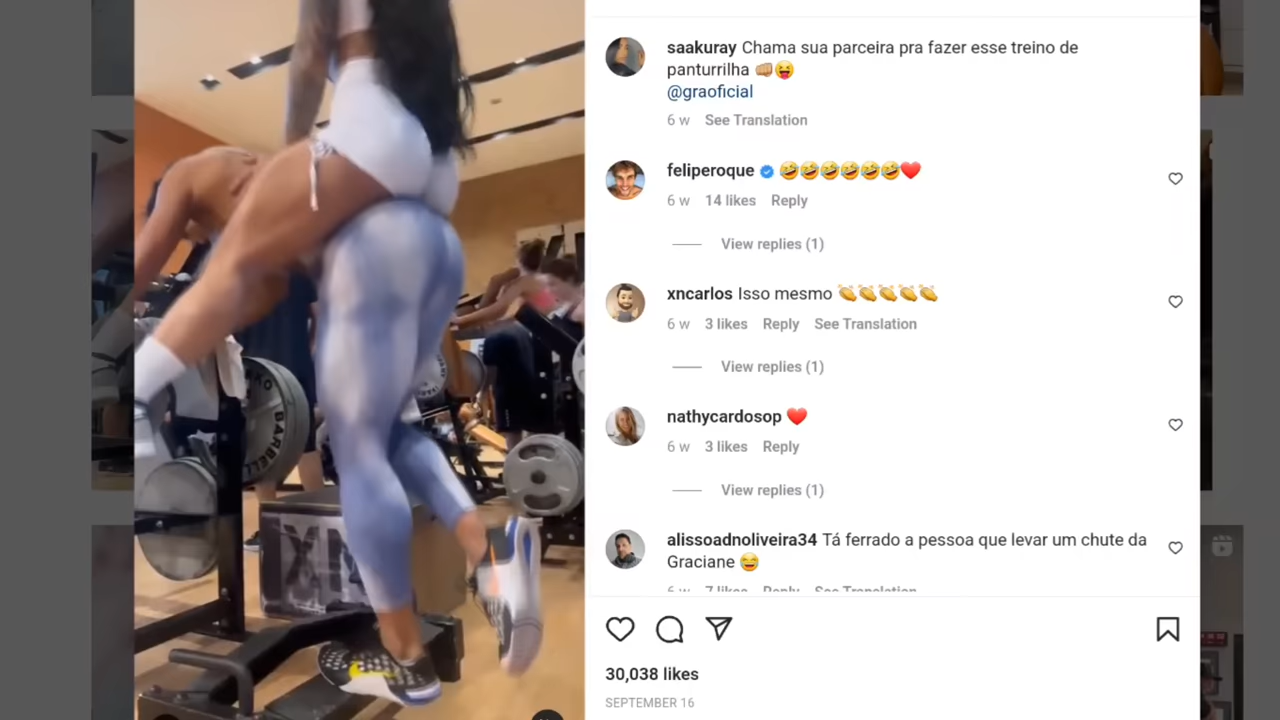 saakuray Chama sua parceira pra fazer esse treino de
panturrilha 👊🏽😝
@graoficial
6 w See Translation
feliperoque 🤣🤣🤣🤣🤣🤣❤️
6 w 14 likes Reply
View replies (1)
xncarlos Isso mesmo 👏👏👏👏👏
6 w 3 likes Reply See Translation
View replies (1)
nathycardosop ❤️
6 w 3 likes Reply
View replies (1)
alissoadnoliveira34 Tá ferrado a pessoa que levar um chute da
Graciane 😂
6 w 7 likes Reply See Translation
30,038 likes
SEPTEMBER 16
BARBELL
XN